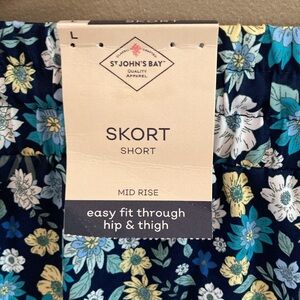 L
ST JOHN'S BAY
QUALITY
APPAREL
SKORT
SHORT
MID RISE
easy fit through
hip & thigh